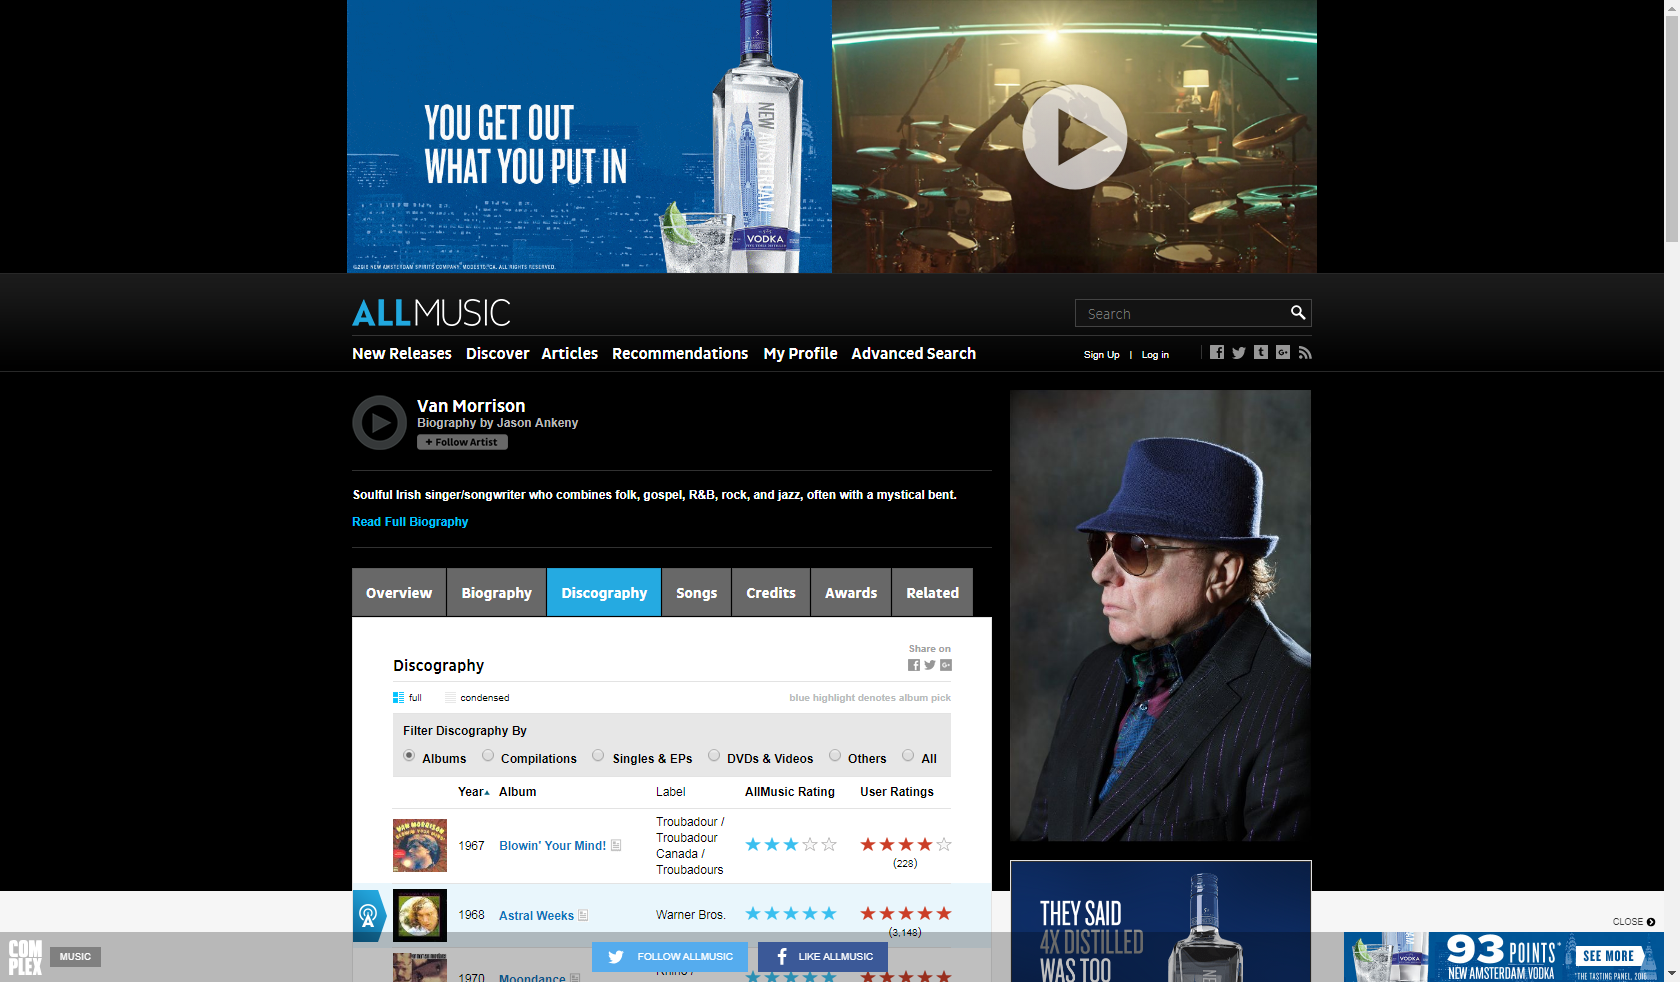 YOU GET OUT
WHAT YOU PUT IN
NEW AMSTERDAM
VODKA
©2015 NEW AMSTERDAM SPIRITS COMPANY, MODESTO, CA. ALL RIGHTS RESERVED.
ALLMUSIC
Search
New Releases Discover Articles Recommendations My Profile Advanced Search
Sign Up | Log in
Van Morrison
Biography by Jason Ankeny
+ Follow Artist
Soulful Irish singer/songwriter who combines folk, gospel, R&B, rock, and jazz, often with a mystical bent.
Read Full Biography
Overview Biography Discography Songs Credits Awards Related
Share on
Discography
full condensed blue highlight denotes album pick
Filter Discography By
Albums Compilations Singles & EPs DVDs & Videos Others All
Year Album Label AllMusic Rating User Ratings
VAN MORRISON
BLOWIN' YOUR MIND!
1967 Blowin' Your Mind!
Troubadour /
Troubadour
Canada /
Troubadours
(228)
1968 Astral Weeks Warner Bros.
(3,148)
1970 Moondance
THEY SAID
4X DISTILLED
WAS TOO
CLOSE
COMPLEX
MUSIC
FOLLOW ALLMUSIC
LIKE ALLMUSIC
93 POINTS*
NEW AMSTERDAM VODKA
SEE MORE